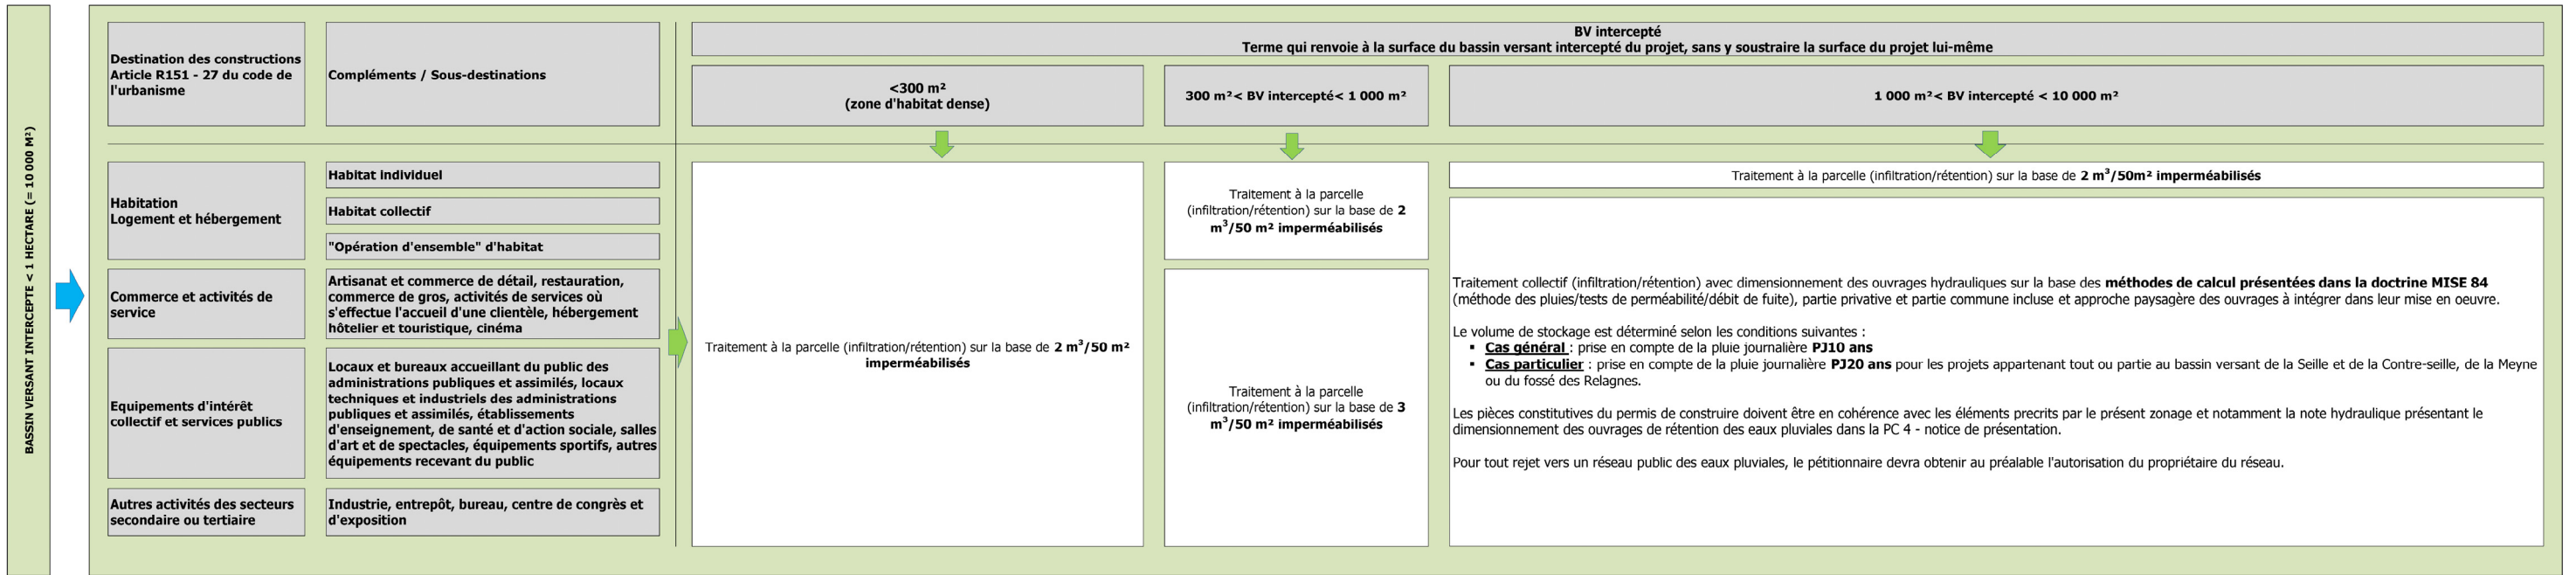 BASSIN VERSANT INTERCEPTE < 1 HECTARE (= 10 000 M²)
Destination des constructions
Article R151 - 27 du code de
l'urbanisme
Compléments / Sous-destinations
BV intercepté
Terme qui renvoie à la surface du bassin versant intercepté du projet, sans y soustraire la surface du projet lui-même
<300 m²
(zone d'habitat dense)
300 m²< BV intercepté< 1 000 m²
1 000 m²< BV intercepté < 10 000 m²
Habitation
Logement et hébergement
Habitat individuel
Habitat collectif
"Opération d'ensemble" d'habitat
Commerce et activités de
service
Artisanat et commerce de détail, restauration,
commerce de gros, activités de services où
s'effectue l'accueil d'une clientèle, hébergement
hôtelier et touristique, cinéma
Equipements d'intérêt
collectif et services publics
Locaux et bureaux accueillant du public des
administrations publiques et assimilés, locaux
techniques et industriels des administrations
publiques et assimilés, établissements
d'enseignement, de santé et d'action sociale, salles
d'art et de spectacles, équipements sportifs, autres
équipements recevant du public
Autres activités des secteurs
secondaire ou tertiaire
Industrie, entrepôt, bureau, centre de congrès et
d'exposition
Traitement à la parcelle (infiltration/rétention) sur la base de 2 m³/50 m²
imperméabilisés
Traitement à la parcelle
(infiltration/rétention) sur la base de 2
m³/50 m² imperméabilisés
Traitement à la parcelle
(infiltration/rétention) sur la base de 3
m³/50 m² imperméabilisés
Traitement à la parcelle (infiltration/rétention) sur la base de 2 m³/50m² imperméabilisés
Traitement collectif (infiltration/rétention) avec dimensionnement des ouvrages hydrauliques sur la base des méthodes de calcul présentées dans la doctrine MISE 84
(méthode des pluies/tests de perméabilité/débit de fuite), partie privative et partie commune incluse et approche paysagère des ouvrages à intégrer dans leur mise en oeuvre.
Le volume de stockage est déterminé selon les conditions suivantes :
▪ Cas général : prise en compte de la pluie journalière PJ10 ans
▪ Cas particulier : prise en compte de la pluie journalière PJ20 ans pour les projets appartenant tout ou partie au bassin versant de la Seille et de la Contre-seille, de la Meyne
ou du fossé des Relagnes.
Les pièces constitutives du permis de construire doivent être en cohérence avec les éléments precrits par le présent zonage et notamment la note hydraulique présentant le
dimensionnement des ouvrages de rétention des eaux pluviales dans la PC 4 - notice de présentation.
Pour tout rejet vers un réseau public des eaux pluviales, le pétitionnaire devra obtenir au préalable l'autorisation du propriétaire du réseau.